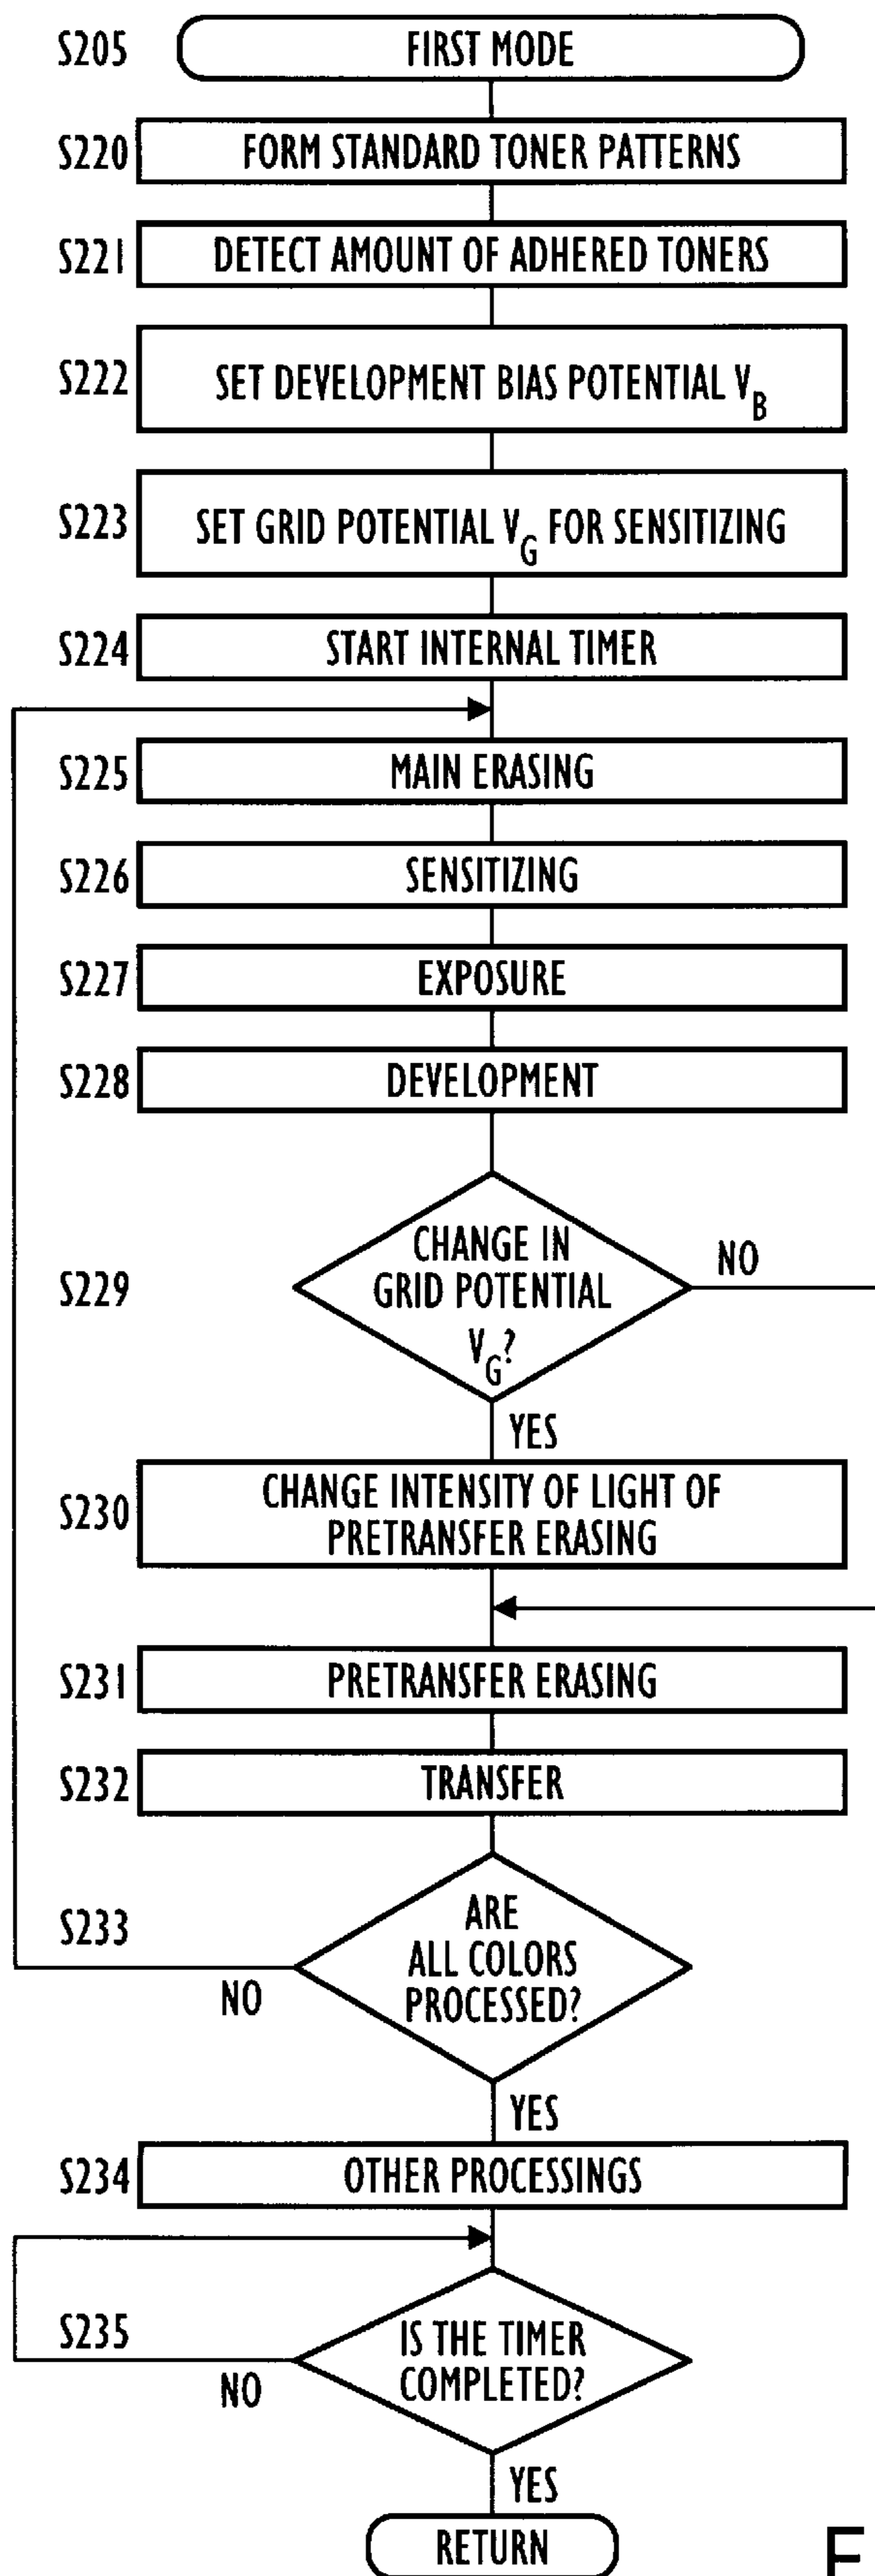 S205 FIRST MODE
S220 FORM STANDARD TONER PATTERNS
S221 DETECT AMOUNT OF ADHERED TONERS
S222 SET DEVELOPMENT BIAS POTENTIAL VB
S223 SET GRID POTENTIAL VG FOR SENSITIZING
S224 START INTERNAL TIMER
S225 MAIN ERASING
S226 SENSITIZING
S227 EXPOSURE
S228 DEVELOPMENT
CHANGE IN
S229 GRID POTENTIAL NO
VG?
YES
S230 CHANGE INTENSITY OF LIGHT OF
PRETRANSFER ERASING
S231 PRETRANSFER ERASING
S232 TRANSFER
S233 ARE
ALL COLORS
NO PROCESSED?
YES
S234 OTHER PROCESSINGS
S235 IS THE TIMER
NO COMPLETED?
YES
RETURN
F